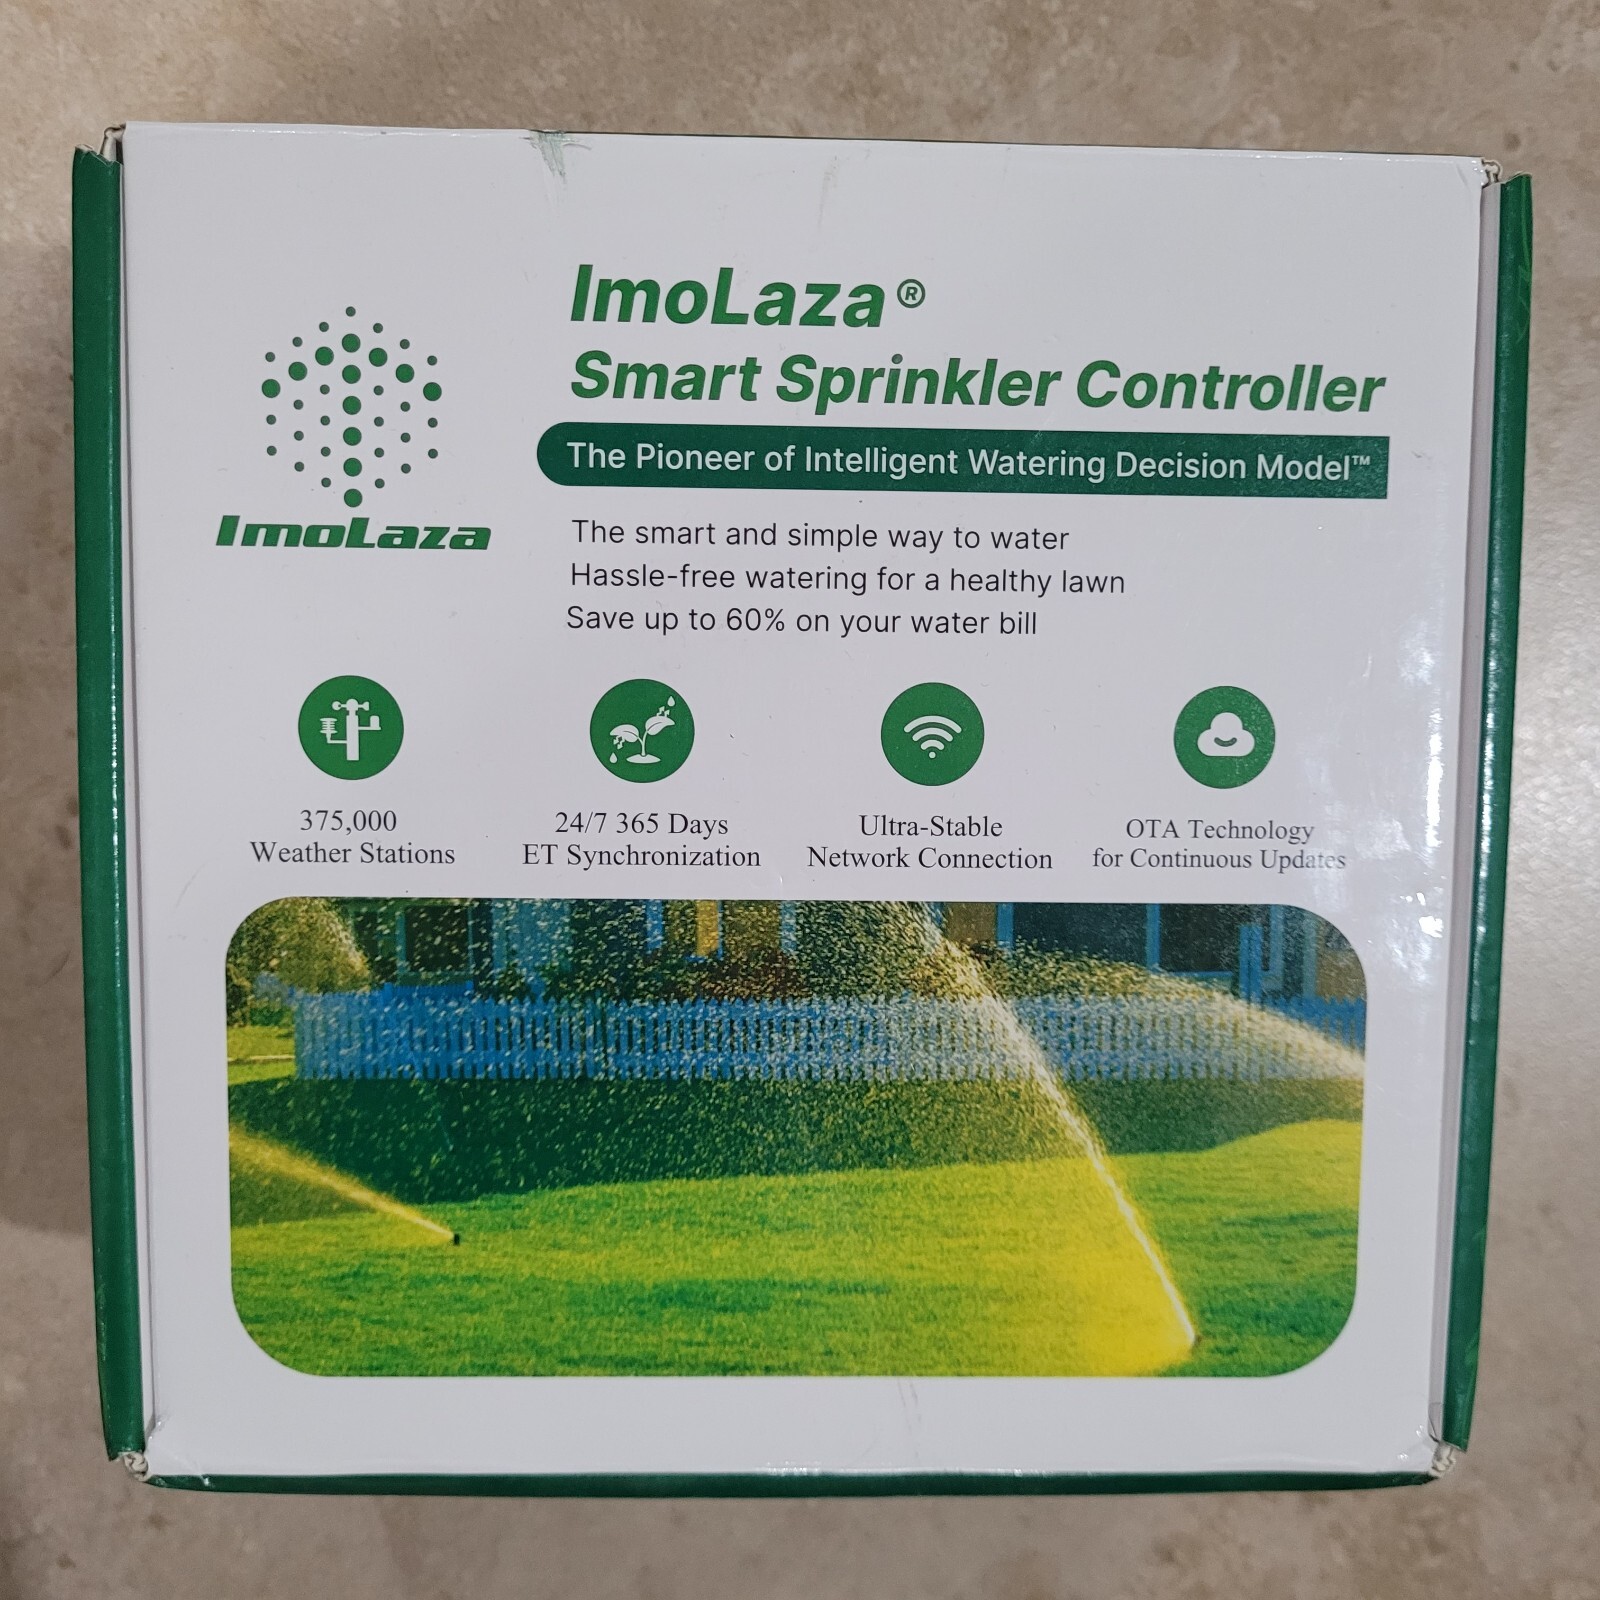 ImoLaza®
Smart Sprinkler Controller
The Pioneer of Intelligent Watering Decision Model™
ImoLaza
The smart and simple way to water
Hassle-free watering for a healthy lawn
Save up to 60% on your water bill
375,000
Weather Stations
24/7 365 Days
ET Synchronization
Ultra-Stable
Network Connection
OTA Technology
for Continuous Updates